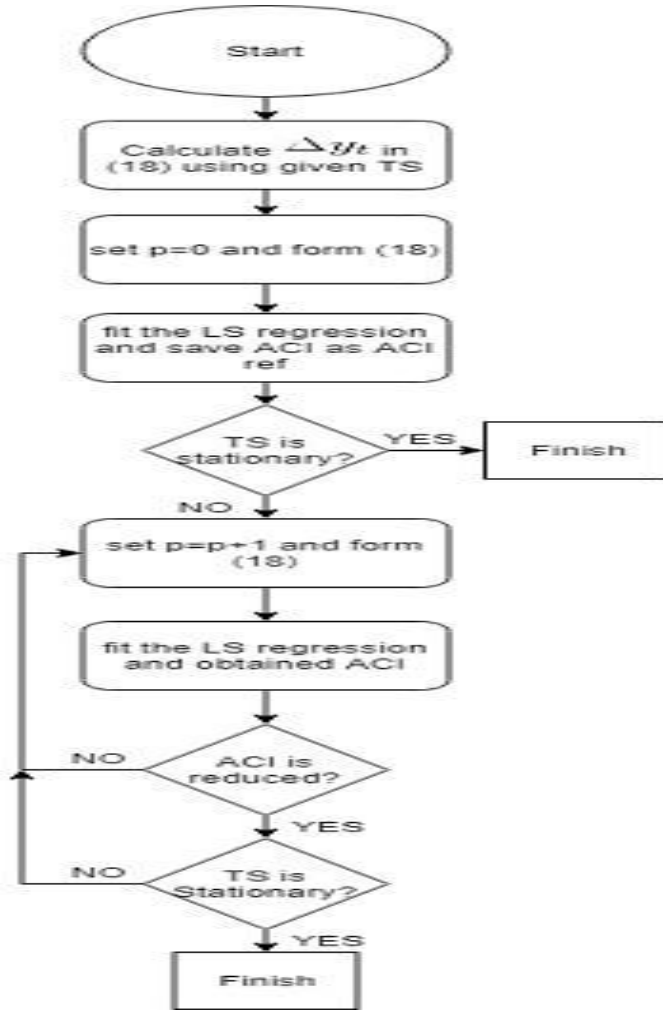 Start
Calculate Δyt in
(18) using given TS
set p=0 and form (18)
fit the LS regression
and save ACI as ACI
ref
TS is
stationary?
YES
Finish
NO
set p=p+1 and form
(18)
fit the LS regression
and obtained ACI
NO
ACI is
reduced?
YES
NO
TS is
Stationary?
YES
Finish